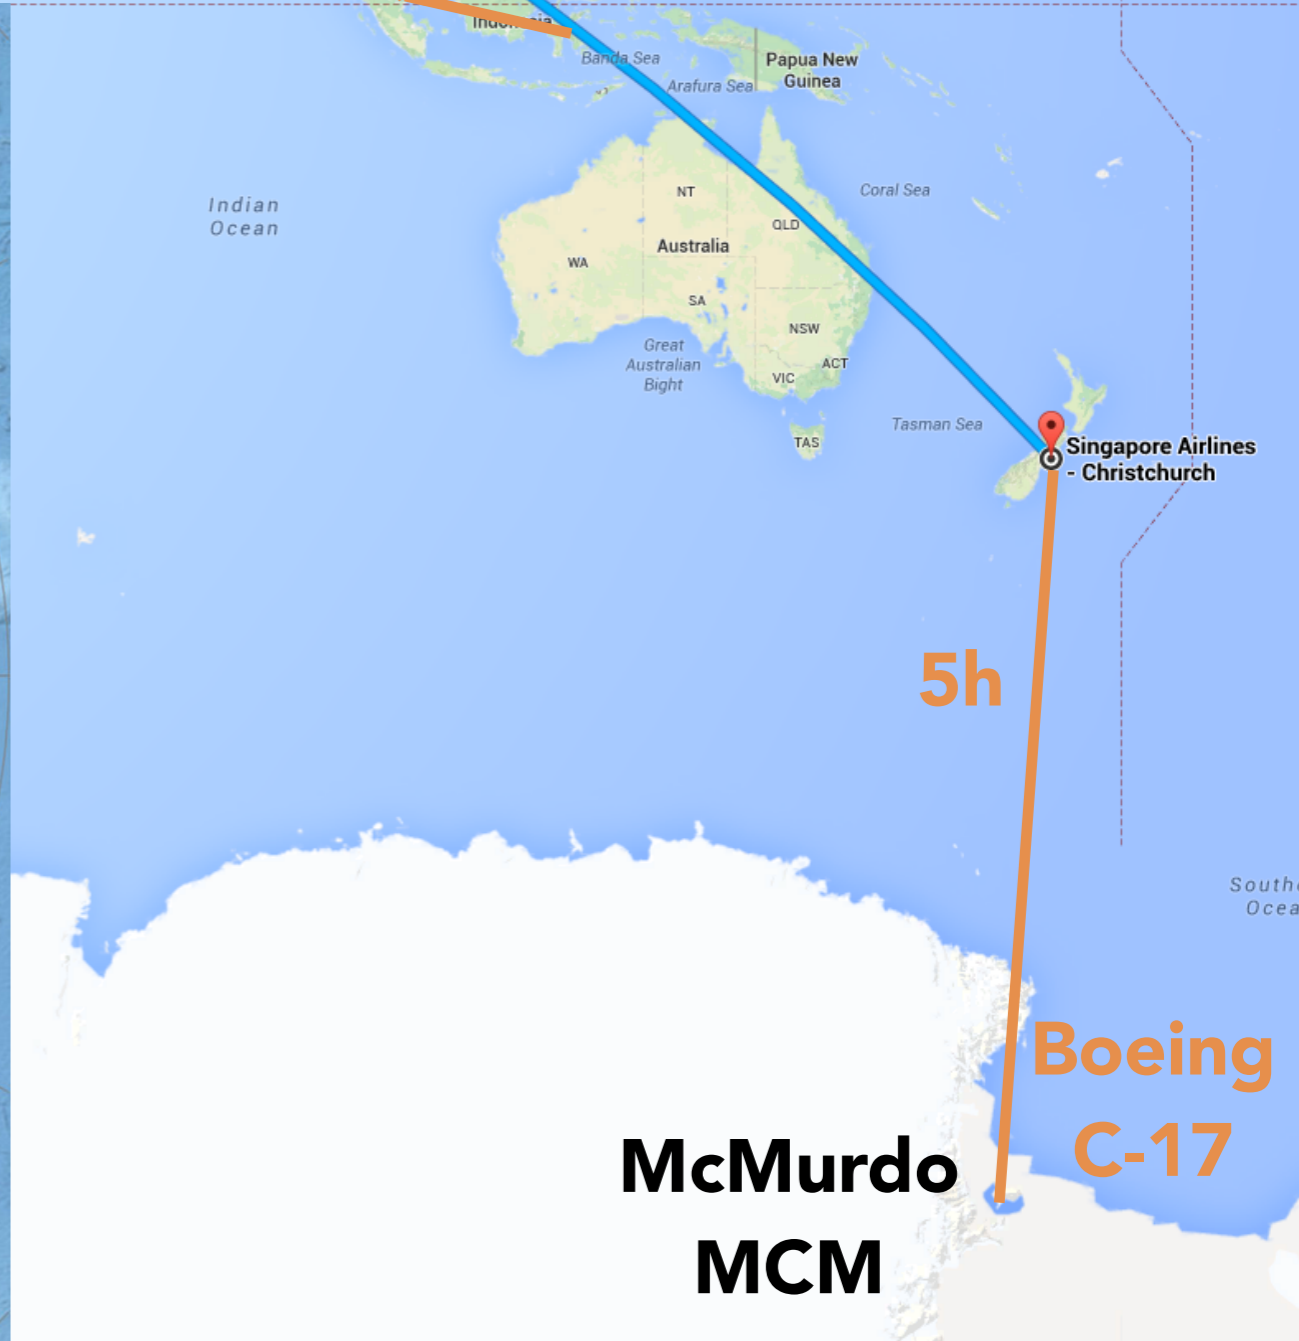 Indonesia
Banda Sea
Papua New
Guinea
Arafura Sea
Indian
Ocean
NT
Coral Sea
QLD
Australia
WA
SA
NSW
Great
Australian
Bight
ACT
VIC
Tasman Sea
TAS
Singapore Airlines
- Christchurch
5h
Ocea
Boeing
C-17
McMurdo
MCM